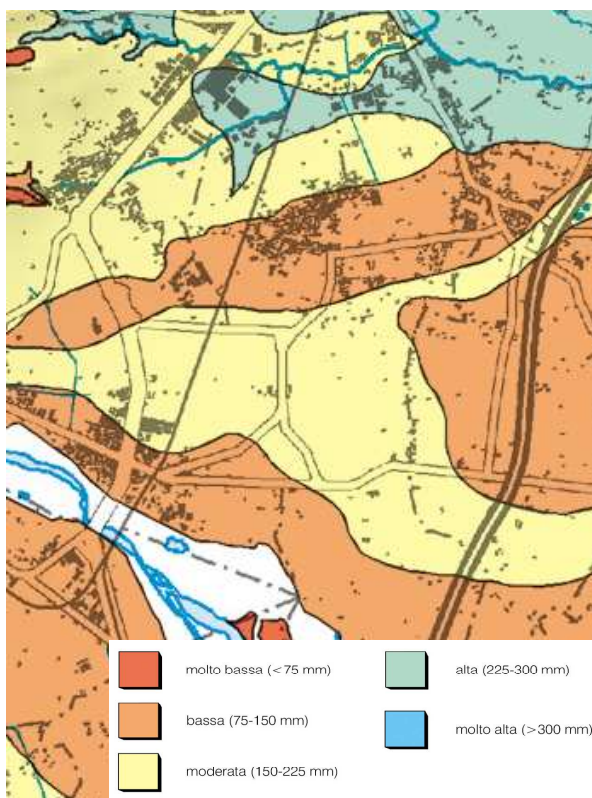 molto bassa (<75 mm)
bassa (75-150 mm)
moderata (150-225 mm)
alta (225-300 mm)
molto alta (>300 mm)